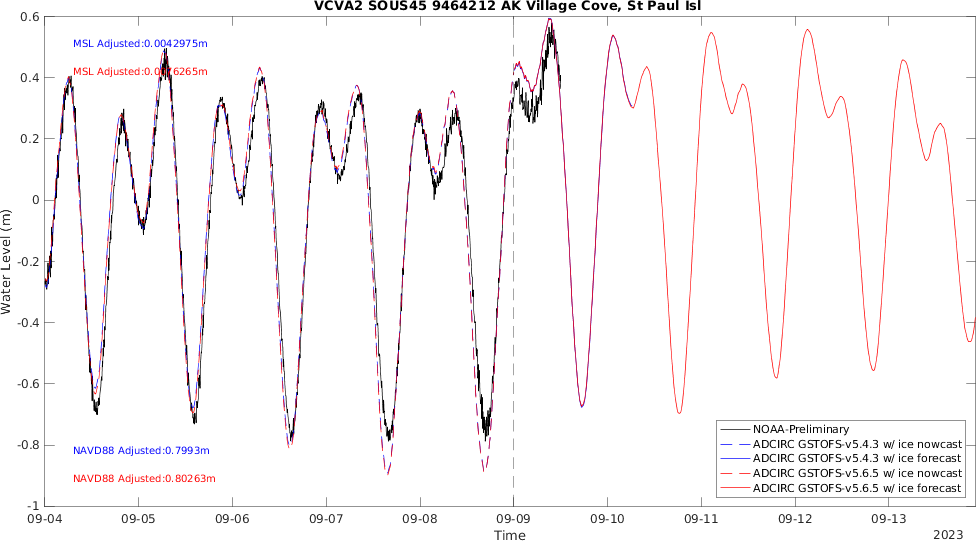 VCVA2 SOUS45 9464212 AK Village Cove, St Paul Isl
0.6
MSL Adjusted:0.0042975m
0.4
MSL Adjusted: 6265m
0.2
0
-0.2
-0.4
-0.6
-0.8
-1
Water Level (m)
NAVD88 Adjusted:0.7993m
NAVD88 Adjusted:0.80263m
NOAA-Preliminary
ADCIRC GSTOFS-v5.4.3 w/ ice nowcast
ADCIRC GSTOFS-v5.4.3 w/ ice forecast
ADCIRC GSTOFS-v5.6.5 w/ ice nowcast
ADCIRC GSTOFS-v5.6.5 w/ ice forecast
09-04 09-05 09-06 09-07 09-08 09-09 09-10 09-11 09-12 09-13
Time
2023